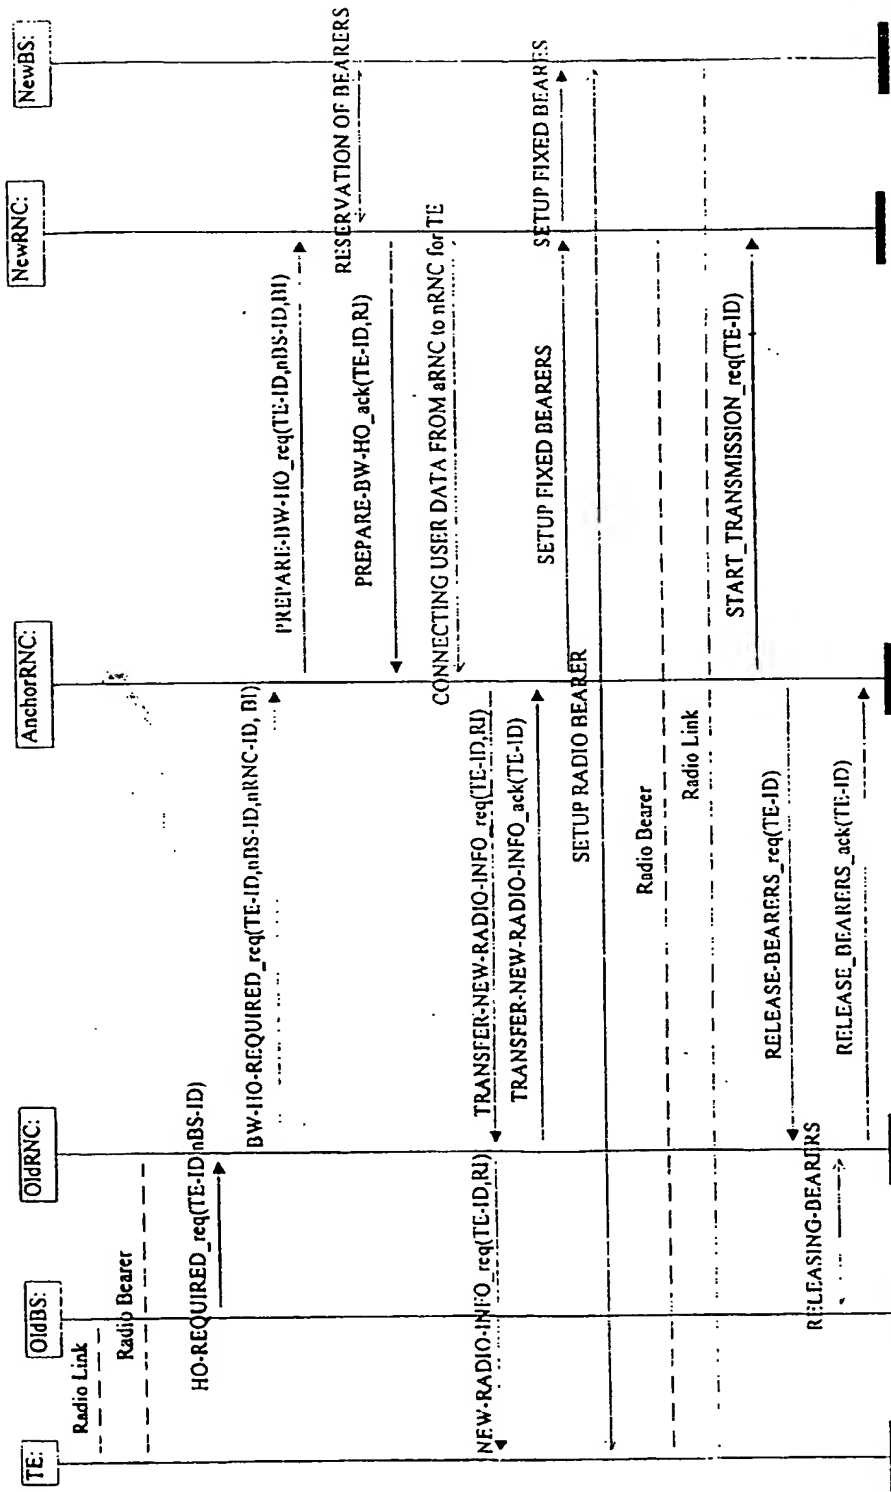 TE:
OldBS:
OldRNC:
AnchorRNC:
NewRNC:
NewBS:
Radio Link
Radio Bearer
HO-REQUIRED_req(TE-ID,nBS-ID)
BW-HO-REQUIRED_req(TE-ID,nBS-ID,nRNC-ID, BI)
PREPARE-BW-HO_req(TE-ID,nBS-ID,BI)
RESERVATION OF BEARERS
PREPARE-BW-HO_ack(TE-ID,RI)
CONNECTING USER DATA FROM aRNC to nRNC for TE
TRANSFER-NEW-RADIO-INFO_req(TE-ID,RI)
NEW-RADIO-INFO_req(TE-ID,RI)
TRANSFER-NEW-RADIO-INFO_ack(TE-ID)
SETUP FIXED BEARERS
SETUP FIXED BEARES
SETUP RADIO BEARER
Radio Bearer
Radio Link
START_TRANSMISSION_req(TE-ID)
RELEASE-BEARERS_req(TE-ID)
RELEASING-BEARERS
RELEASE_BEARERS_ack(TE-ID)